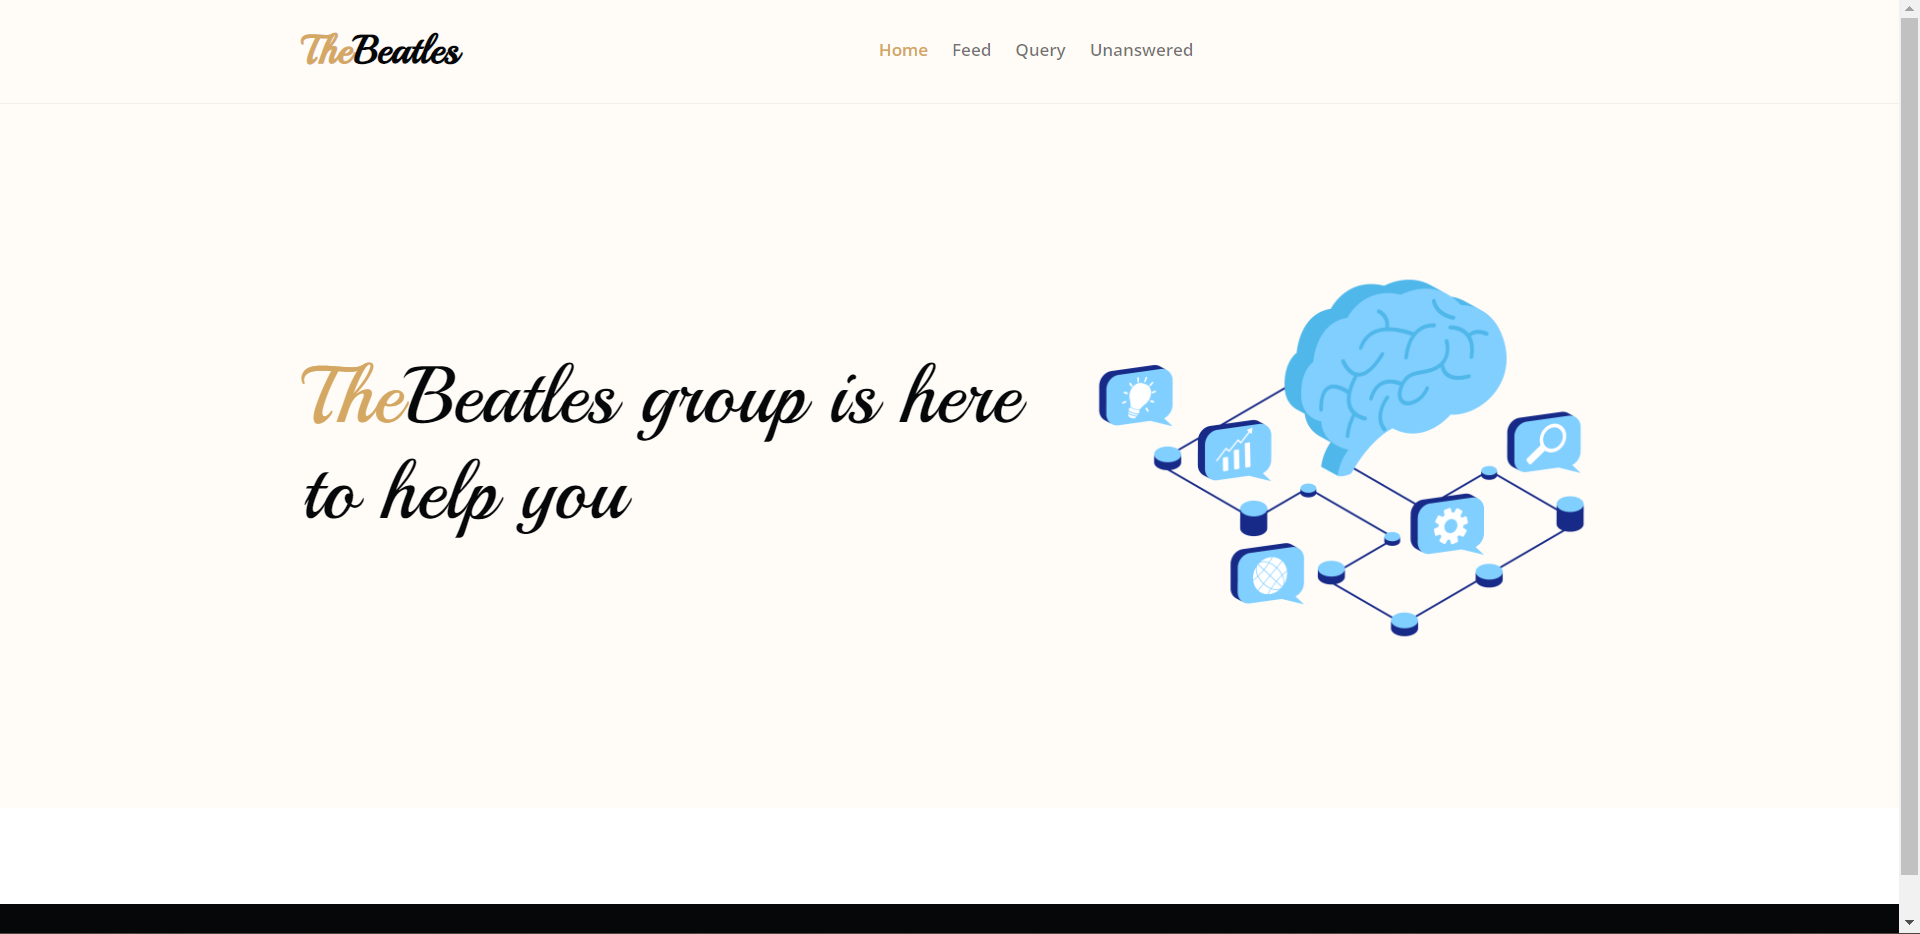 TheBeatles
Home Feed Query Unanswered
TheBeatles group is here
to help you